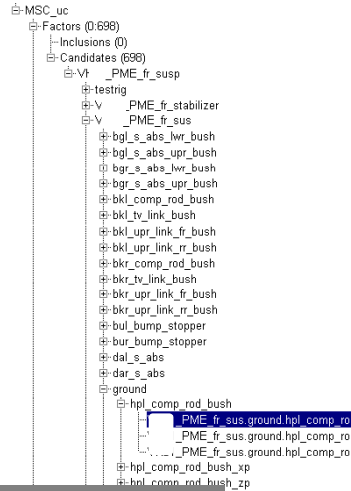 MSC_uc
Factors (0:698)
Inclusions (0)
Candidates (698)
_PME_fr_susp
testrig
_PME_fr_stabilizer
_PME_fr_sus
bgl_s_abs_lwr_bush
bgl_s_abs_upr_bush
bgr_s_abs_lwr_bush
bgr_s_abs_upr_bush
bkl_comp_rod_bush
bkl_tv_link_bush
bkl_upr_link_fr_bush
bkl_upr_link_rr_bush
bkr_comp_rod_bush
bkr_tv_link_bush
bkr_upr_link_fr_bush
bkr_upr_link_rr_bush
bul_bump_stopper
bur_bump_stopper
dal_s_abs
dar_s_abs
ground
hpl_comp_rod_bush
_PME_fr_sus.ground.hpl_comp_ro
_PME_fr_sus.ground.hpl_comp_ro
_PME_fr_sus.ground.hpl_comp_ro
hpl_comp_rod_bush_xp
hpl_comp_rod_bush_zp